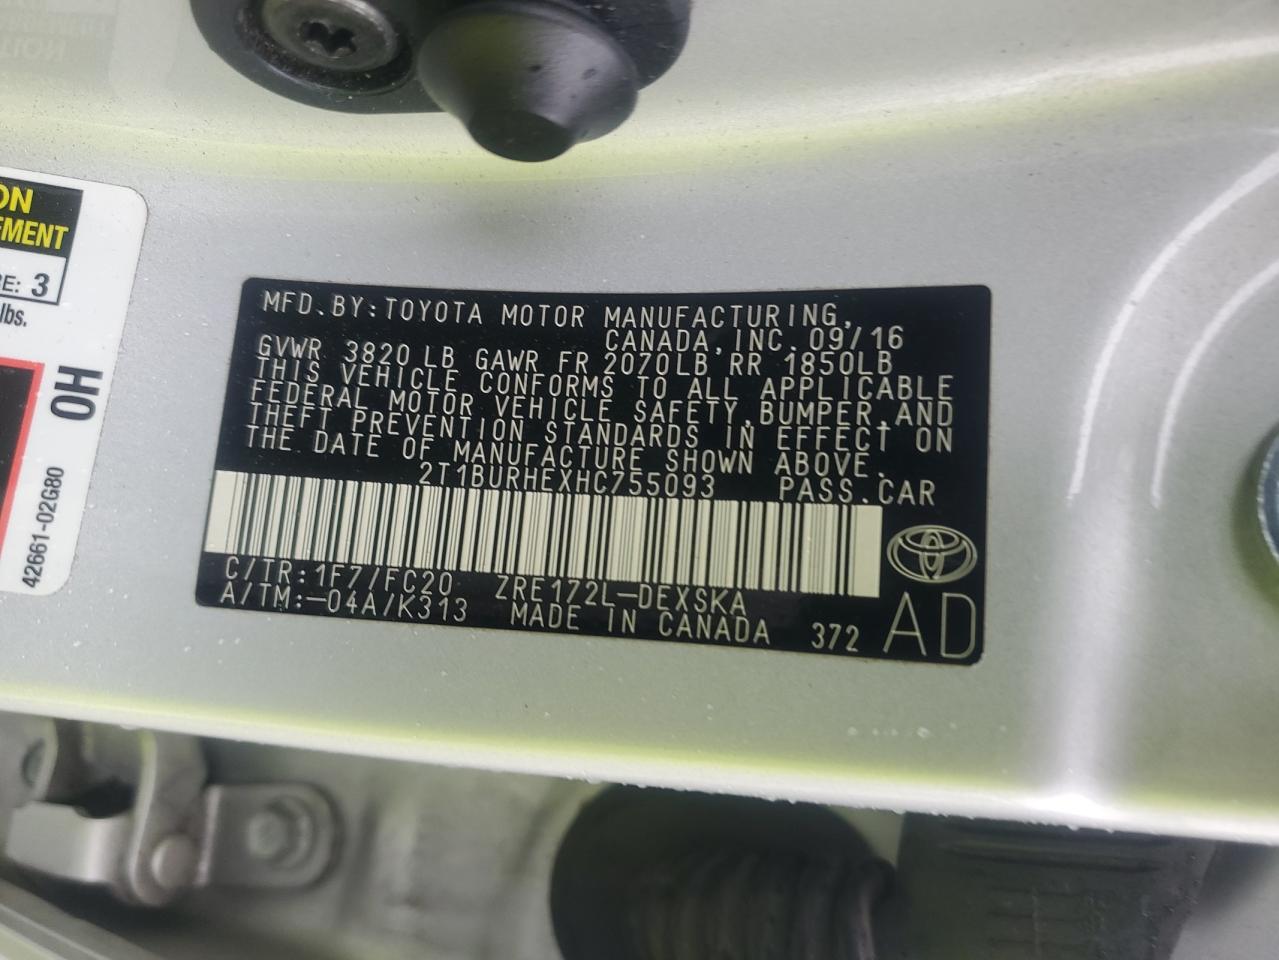 ON
EMENT
RE: 3
lbs.
OH
42661-02G80
MFD.BY:TOYOTA MOTOR MANUFACTURING,
CANADA,INC. 09/16
GVWR 3820 LB GAWR FR 2070LB RR 1850LB
THIS VEHICLE CONFORMS TO ALL APPLICABLE
FEDERAL MOTOR VEHICLE SAFETY,BUMPER,AND
THEFT PREVENTION STANDARDS IN EFFECT ON
THE DATE OF MANUFACTURE SHOWN ABOVE.
2T1BURHEXHC755093 PASS.CAR
C/TR:1F7/FC20 ZRE172L-DEXSKA
A/TM:-04A/K313 MADE IN CANADA 372 AD